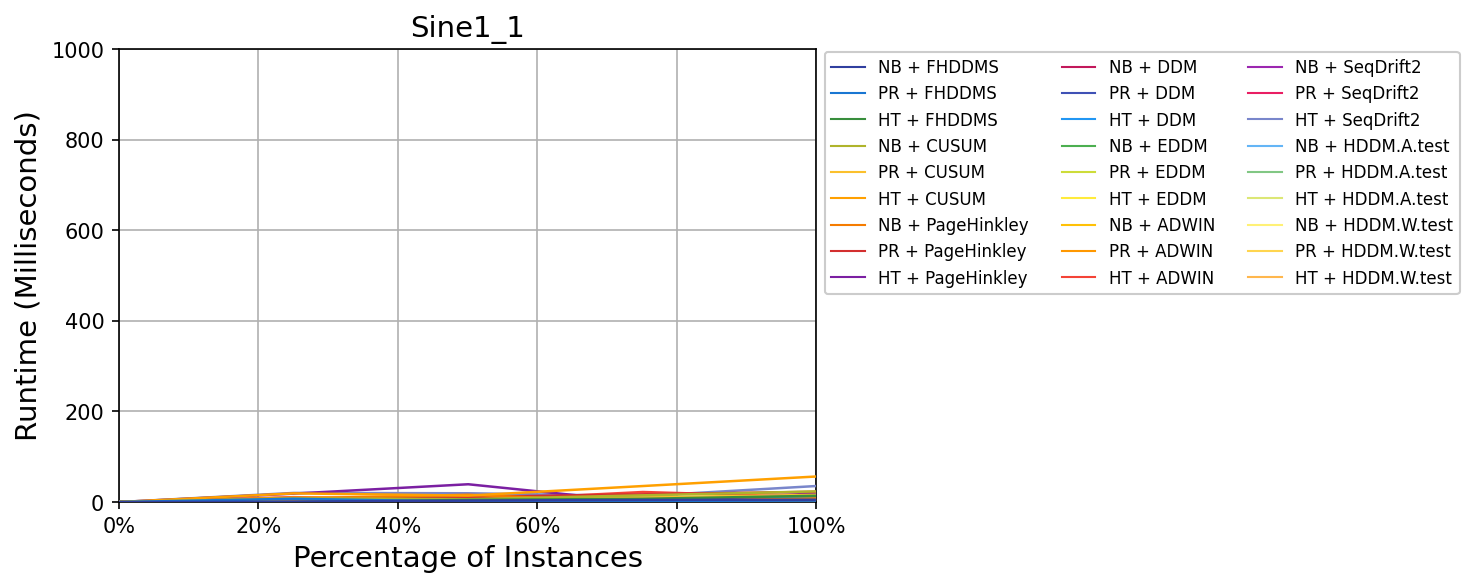 Sine1_1
1000
800
600
400
200
0
Runtime (Milliseconds)
0% 20% 40% 60% 80% 100%
Percentage of Instances
NB + FHDDMS
PR + FHDDMS
HT + FHDDMS
NB + CUSUM
PR + CUSUM
HT + CUSUM
NB + PageHinkley
PR + PageHinkley
HT + PageHinkley
NB + DDM
PR + DDM
HT + DDM
NB + EDDM
PR + EDDM
HT + EDDM
NB + ADWIN
PR + ADWIN
HT + ADWIN
NB + SeqDrift2
PR + SeqDrift2
HT + SeqDrift2
NB + HDDM.A.test
PR + HDDM.A.test
HT + HDDM.A.test
NB + HDDM.W.test
PR + HDDM.W.test
HT + HDDM.W.test